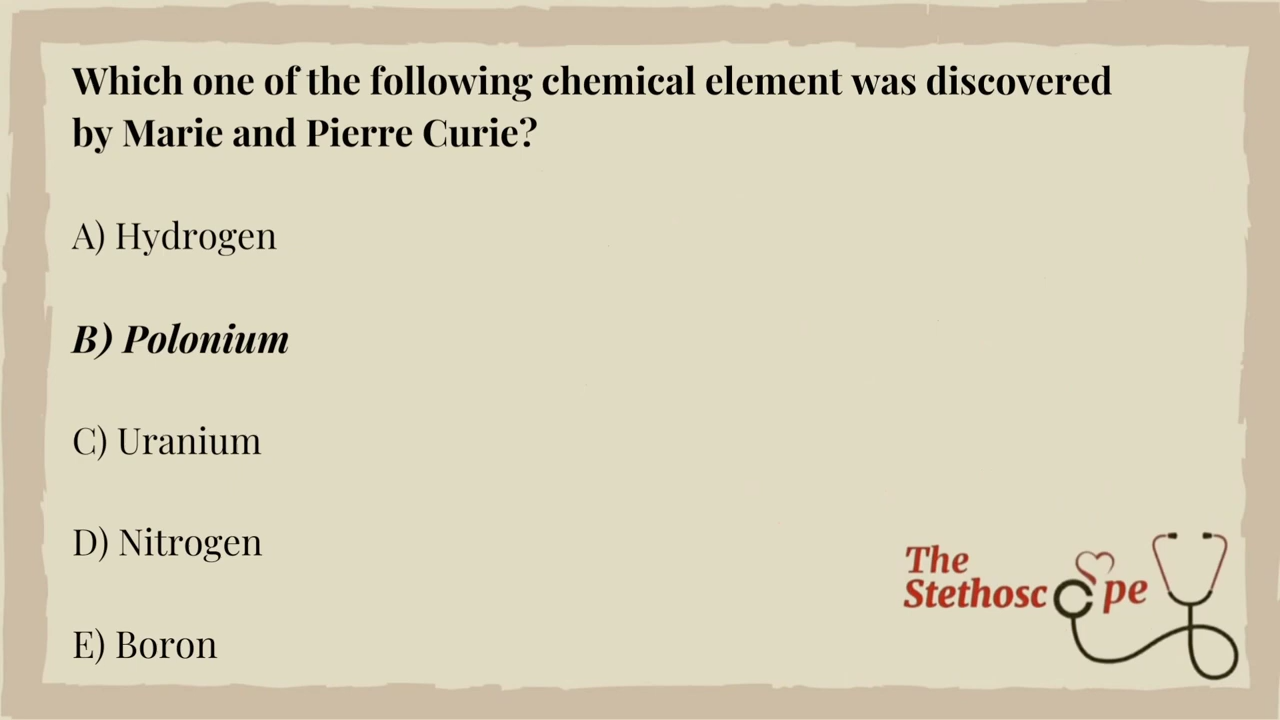 Which one of the following chemical element was discovered
by Marie and Pierre Curie?
A) Hydrogen
B) Polonium
C) Uranium
D) Nitrogen
E) Boron
The
Stethoscope